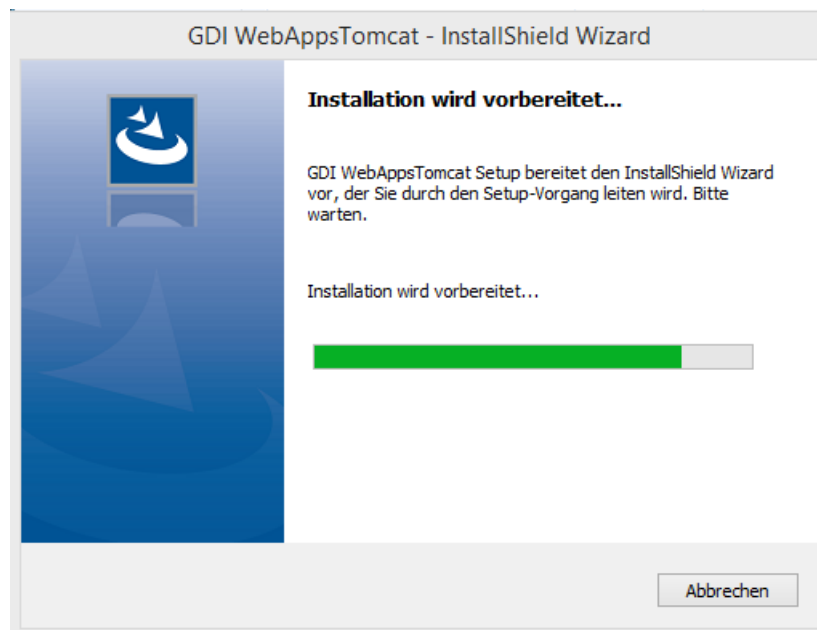 GDI WebAppsTomcat - InstallShield Wizard
Installation wird vorbereitet...
GDI WebAppsTomcat Setup bereitet den InstallShield Wizard
vor, der Sie durch den Setup-Vorgang leiten wird. Bitte
warten.
Installation wird vorbereitet...
Abbrechen